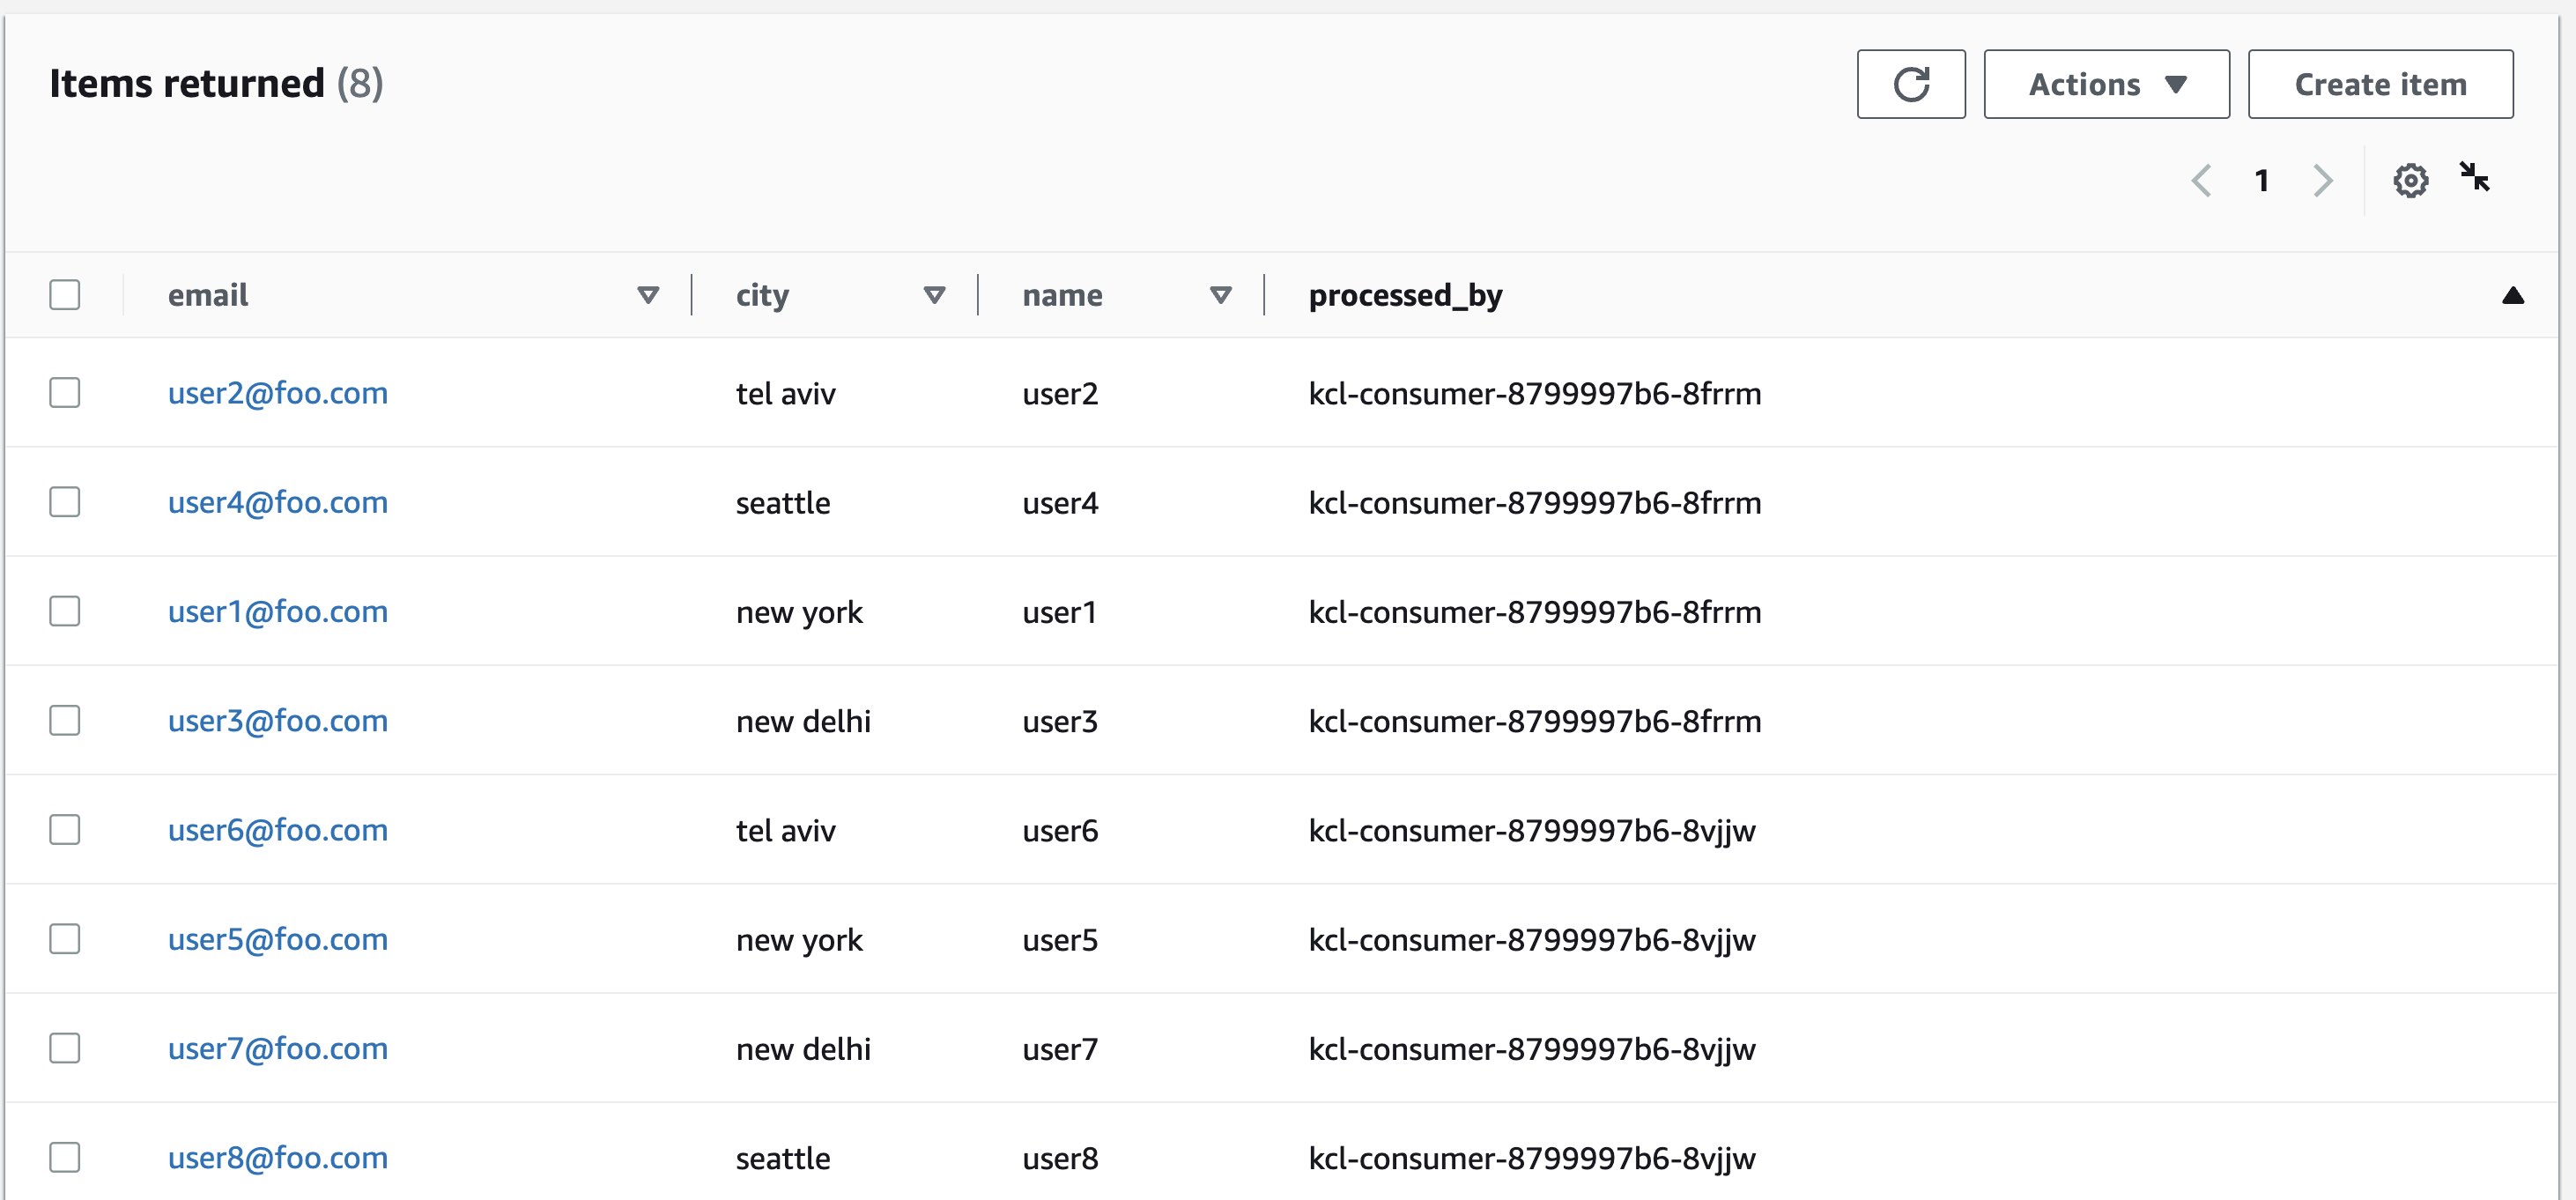 Items returned (8)
Actions
Create item
1
email city name processed_by
user2@foo.com tel aviv user2 kcl-consumer-8799997b6-8frrm
user4@foo.com seattle user4 kcl-consumer-8799997b6-8frrm
user1@foo.com new york user1 kcl-consumer-8799997b6-8frrm
user3@foo.com new delhi user3 kcl-consumer-8799997b6-8frrm
user6@foo.com tel aviv user6 kcl-consumer-8799997b6-8vjjw
user5@foo.com new york user5 kcl-consumer-8799997b6-8vjjw
user7@foo.com new delhi user7 kcl-consumer-8799997b6-8vjjw
user8@foo.com seattle user8 kcl-consumer-8799997b6-8vjjw